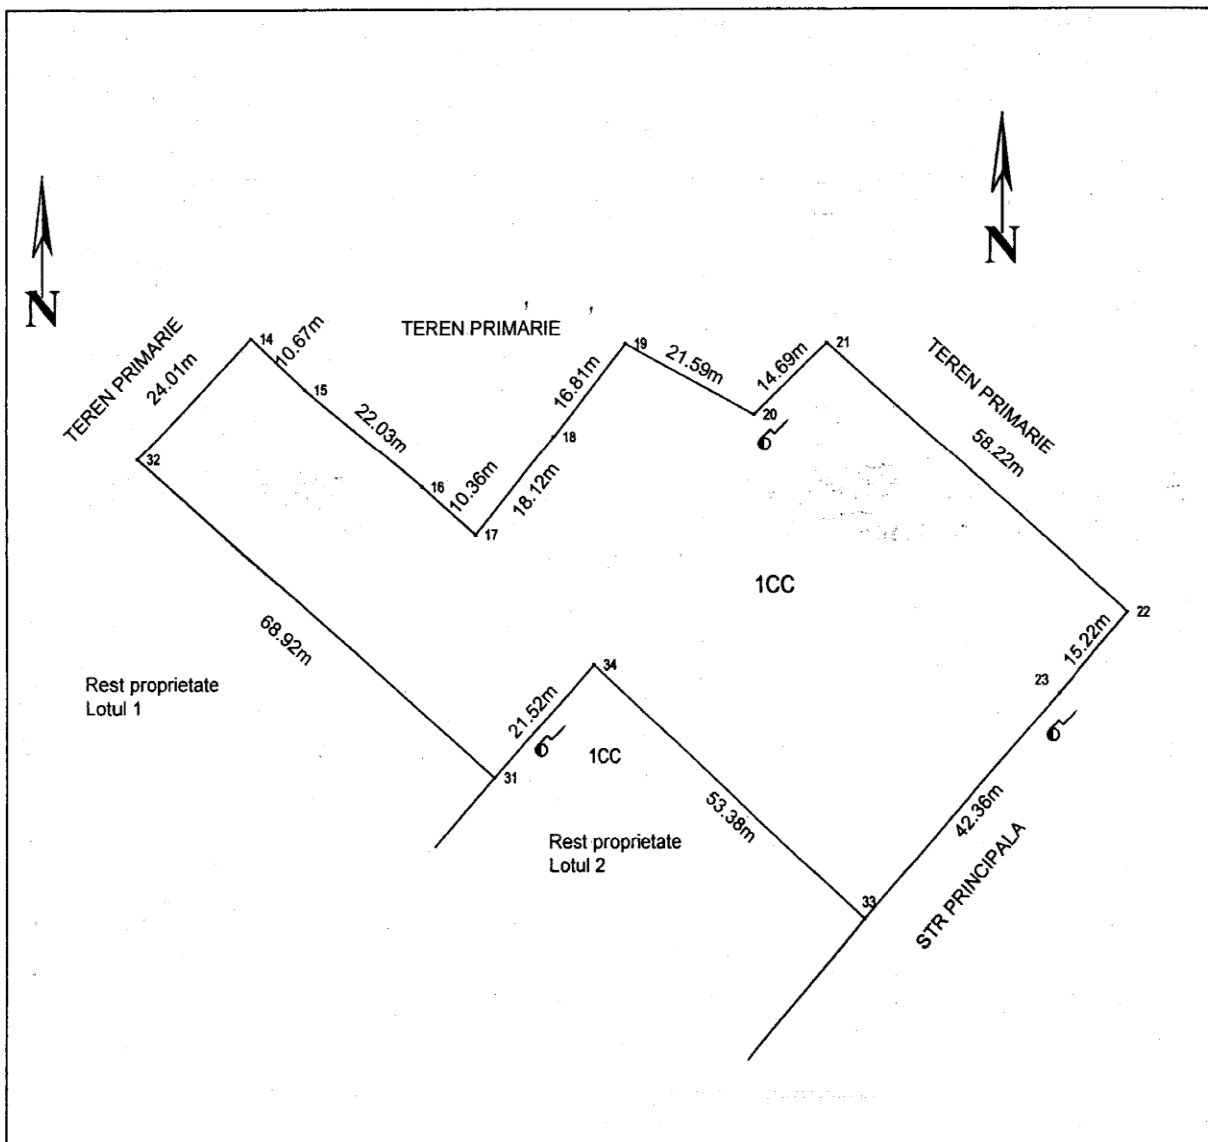 N
N
TEREN PRIMARIE
24.01m
14
10.67m
15
TEREN PRIMARIE
19
21.59m
16.81m
14.69m
21
TEREN PRIMARIE
58.22m
20
18
32
22.03m
16
10.36m
18.12m
17
1CC
22
15.22m
23
68.92m
34
21.52m
Rest proprietate
Lotul 1
31
1CC
53.38m
42.36m
Rest proprietate
Lotul 2
33
STR PRINCIPALA